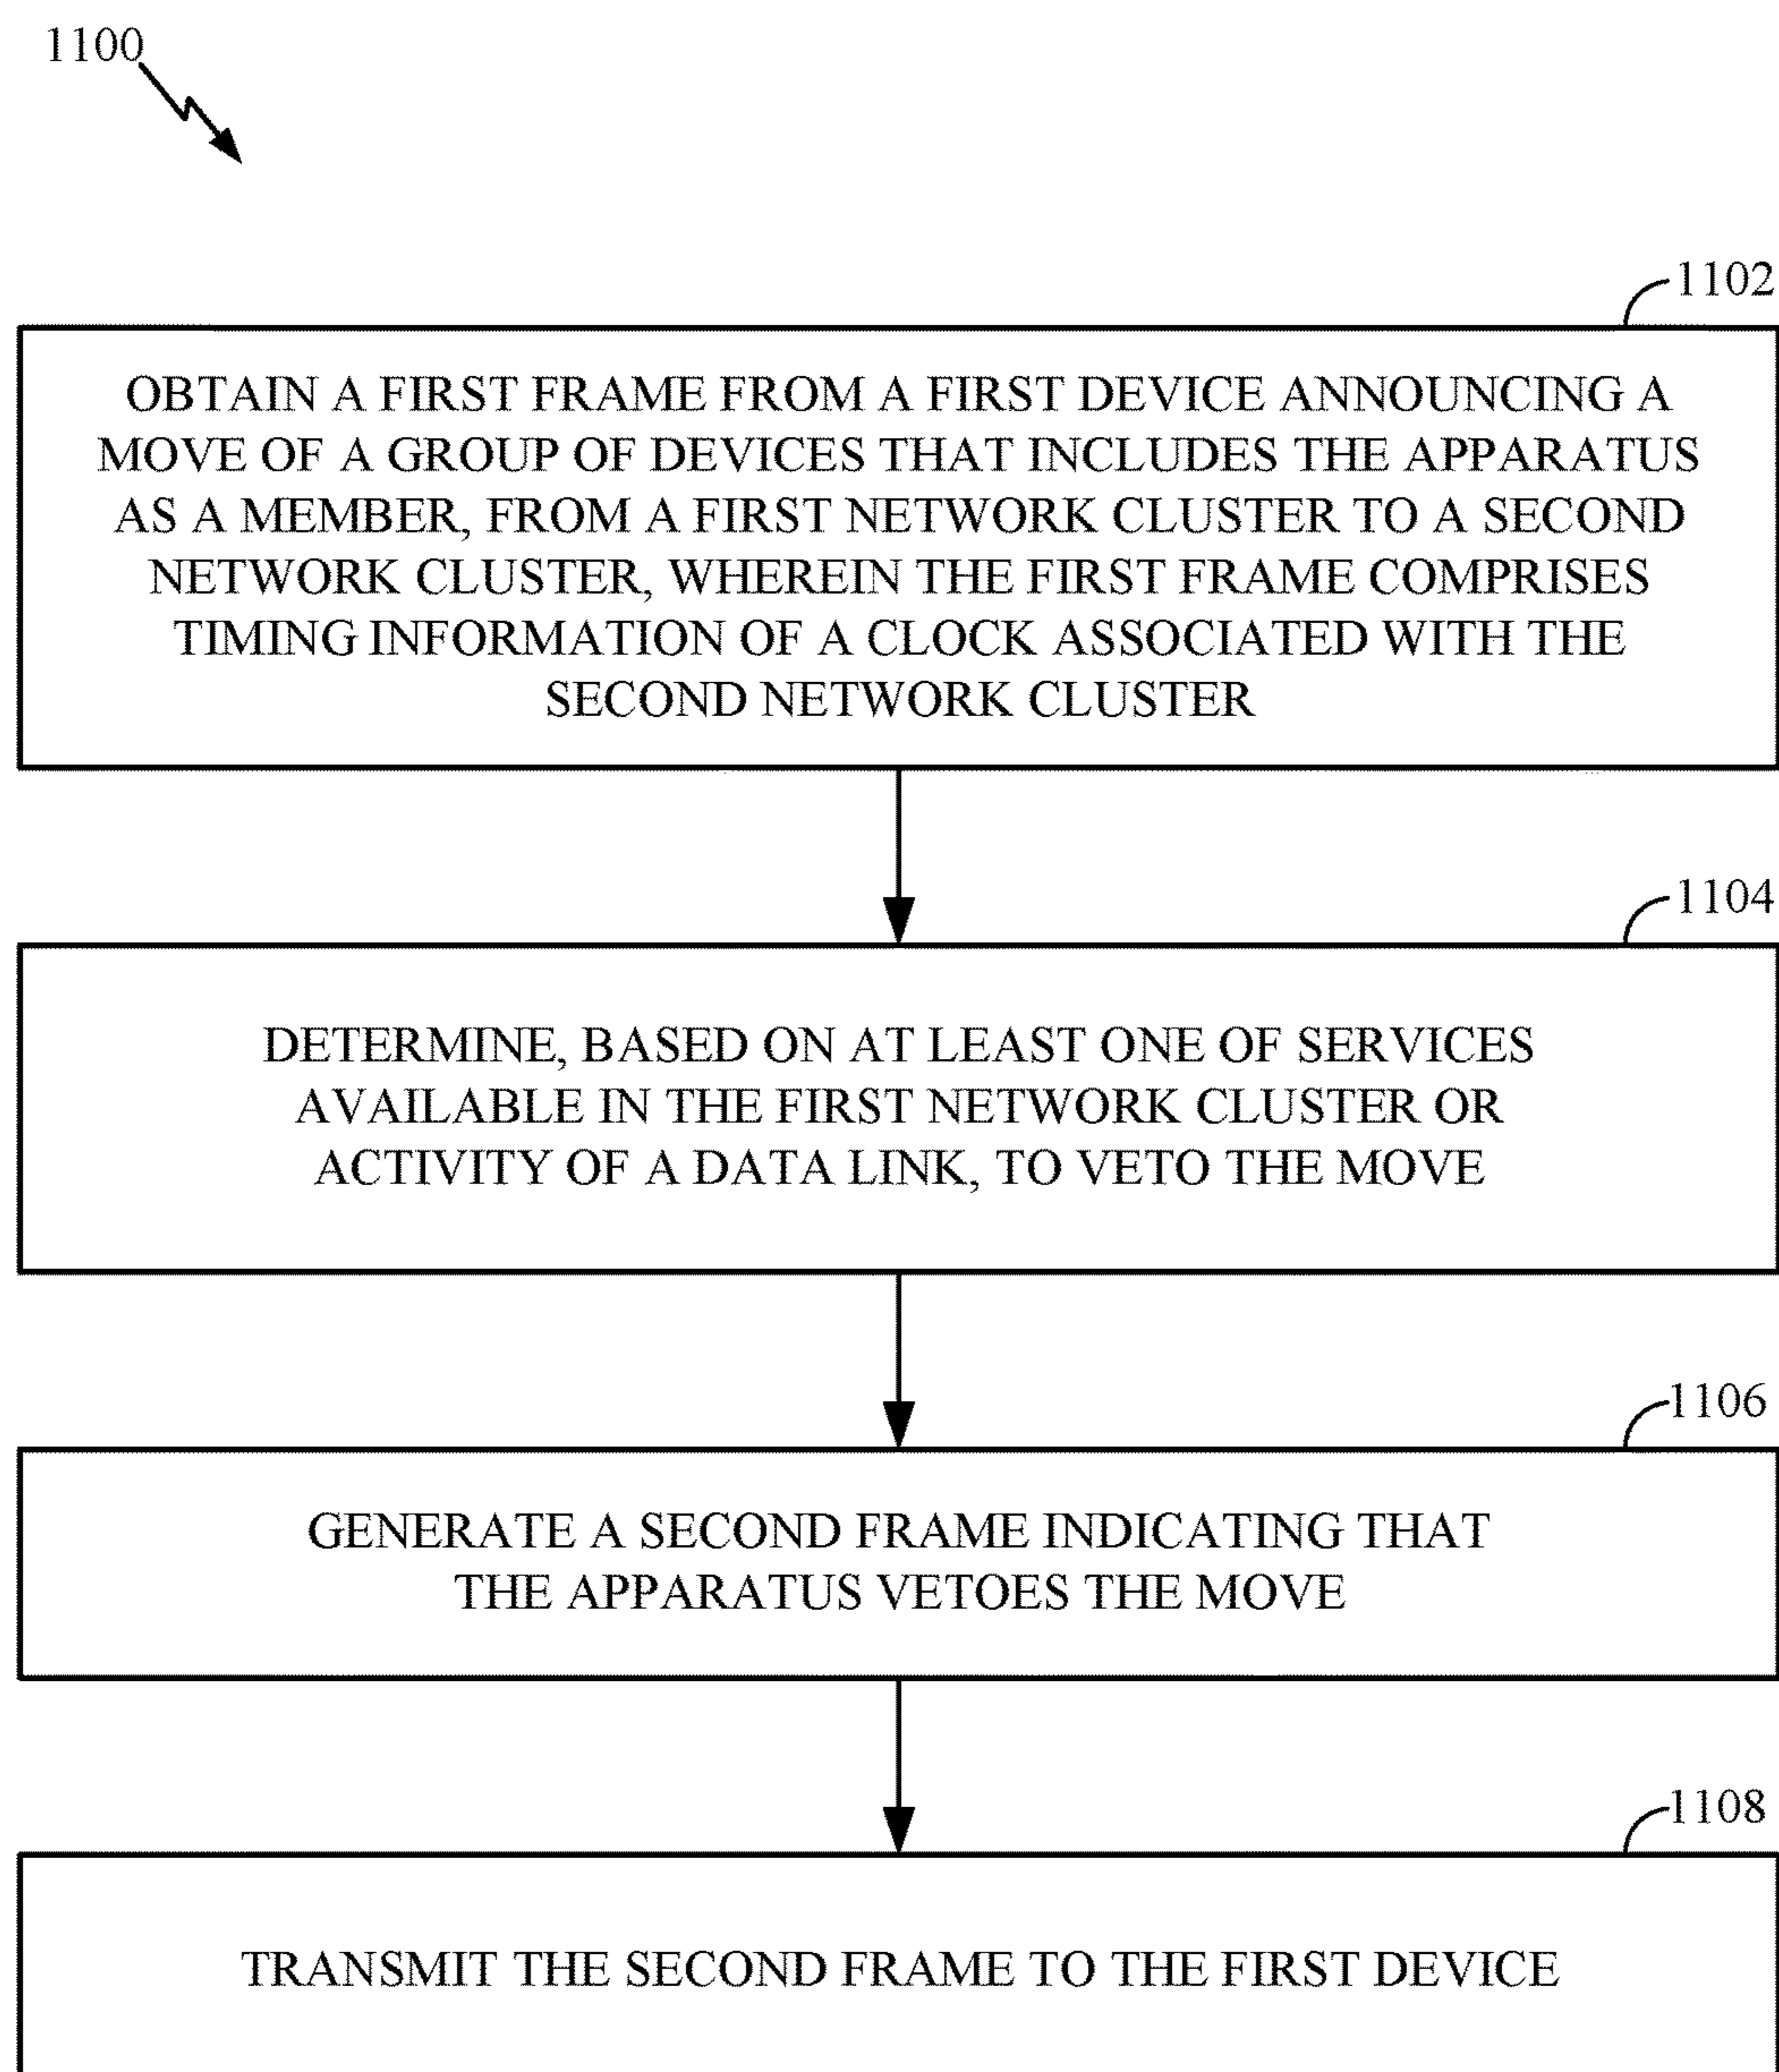 1100
1102
OBTAIN A FIRST FRAME FROM A FIRST DEVICE ANNOUNCING A
MOVE OF A GROUP OF DEVICES THAT INCLUDES THE APPARATUS
AS A MEMBER, FROM A FIRST NETWORK CLUSTER TO A SECOND
NETWORK CLUSTER, WHEREIN THE FIRST FRAME COMPRISES
TIMING INFORMATION OF A CLOCK ASSOCIATED WITH THE
SECOND NETWORK CLUSTER
1104
DETERMINE, BASED ON AT LEAST ONE OF SERVICES
AVAILABLE IN THE FIRST NETWORK CLUSTER OR
ACTIVITY OF A DATA LINK, TO VETO THE MOVE
1106
GENERATE A SECOND FRAME INDICATING THAT
THE APPARATUS VETOES THE MOVE
1108
TRANSMIT THE SECOND FRAME TO THE FIRST DEVICE